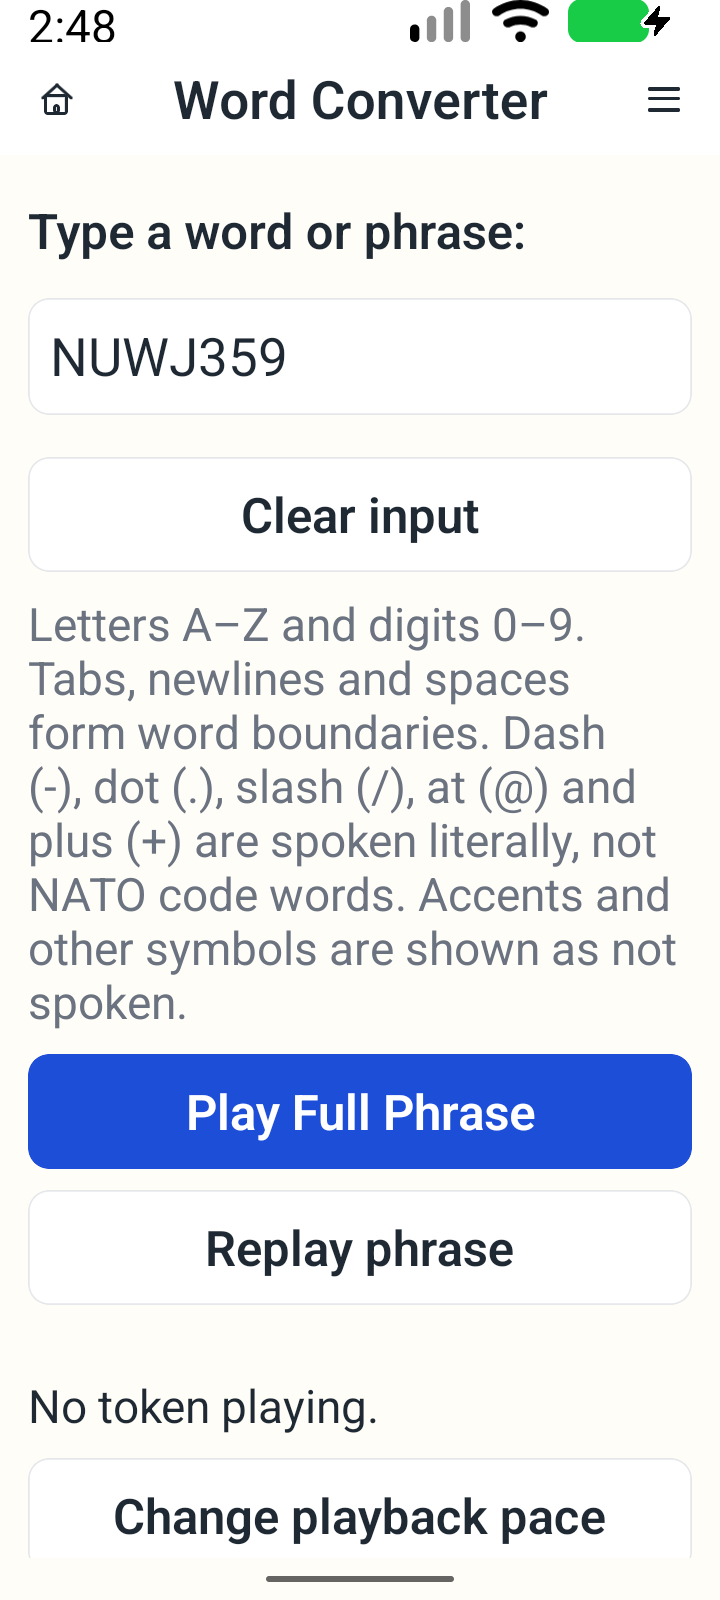 2:48
Word Converter
Type a word or phrase:
NUWJ359
Clear input
Letters A–Z and digits 0–9.
Tabs, newlines and spaces
form word boundaries. Dash
(-), dot (.), slash (/), at (@) and
plus (+) are spoken literally, not
NATO code words. Accents and
other symbols are shown as not
spoken.
Play Full Phrase
Replay phrase
No token playing.
Change playback pace